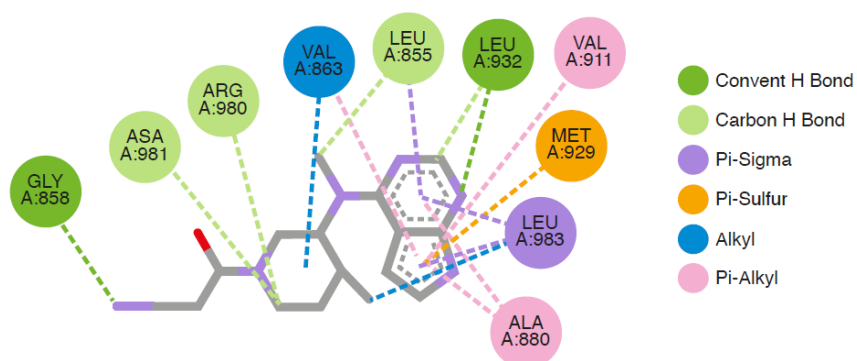 LEU
A:855
LEU
A:932
VAL
A:911
VAL
A:863
ARG
A:980
ASA
A:981
MET
A:929
GLY
A:858
LEU
A:983
ALA
A:880
Convent H Bond
Carbon H Bond
Pi-Sigma
Pi-Sulfur
Alkyl
Pi-Alkyl